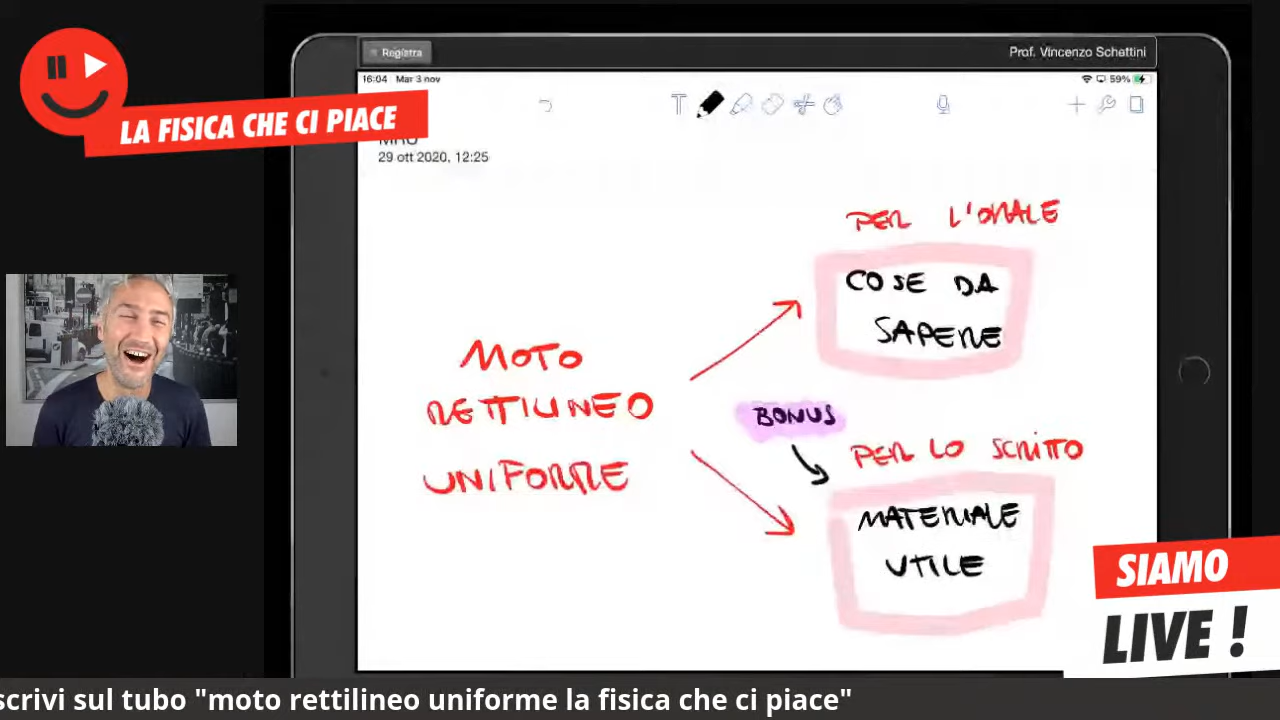 LA FISICA CHE CI PIACE
Registra
Prof. Vincenzo Schettini
16:04 Mar 3 nov
59%
29 ott 2020, 12:25
PER L'ORALE
COSE DA
SAPERE
MOTO
RETTILINEO
UNIFORME
BONUS
PER LO SCRITTO
MATERIALE
UTILE
SIAMO
LIVE !
scrivi sul tubo "moto rettilineo uniforme la fisica che ci piace"